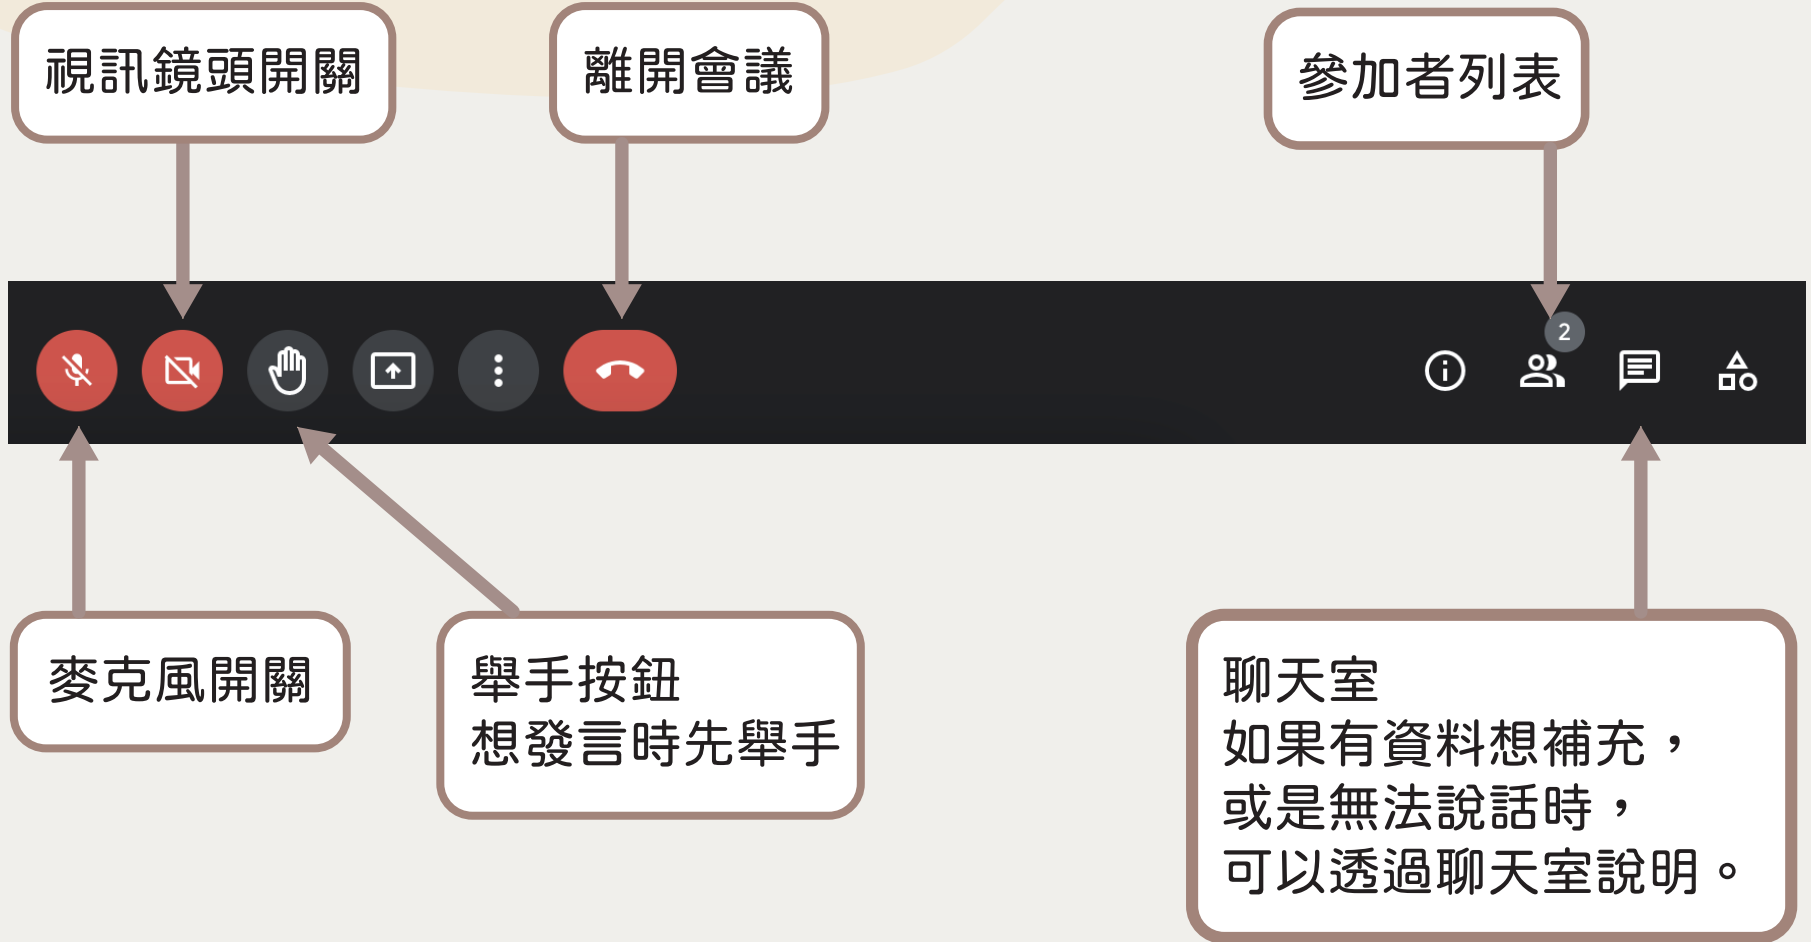 視訊鏡頭開關
離開會議
參加者列表
2
麥克風開關
舉手按鈕
想發言時先舉手
聊天室
如果有資料想補充，
或是無法說話時，
可以透過聊天室說明。